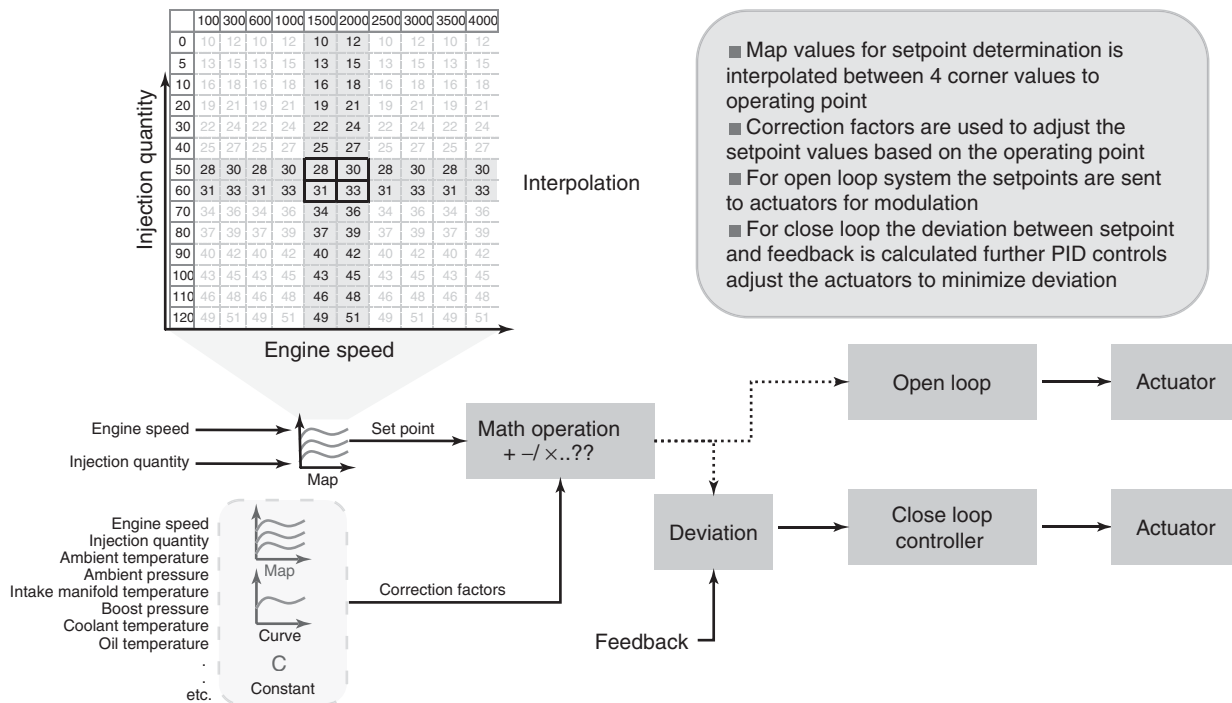 100 300 600 1000 1500 2000 2500 3000 3500 4000
0 10 12 10 12 10 12 10 12 10 12
5 13 15 13 15 13 15 13 15 13 15
10 16 18 16 18 16 18 16 18 16 18
20 19 21 19 21 19 21 19 21 19 21
30 22 24 22 24 22 24 22 24 22 24
40 25 27 25 27 25 27 25 27 25 27
50 28 30 28 30 28 30 28 30 28 30
60 31 33 31 33 31 33 31 33 31 33
70 34 36 34 36 34 36 34 36 34 36
80 37 39 37 39 37 39 37 39 37 39
90 40 42 40 42 40 42 40 42 40 42
100 43 45 43 45 43 45 43 45 43 45
110 46 48 46 48 46 48 46 48 46 48
120 49 51 49 51 49 51 49 51 49 51
Injection quantity
Engine speed
Interpolation
■ Map values for setpoint determination is
interpolated between 4 corner values to
operating point
■ Correction factors are used to adjust the
setpoint values based on the operating point
■ For open loop system the setpoints are sent
to actuators for modulation
■ For close loop the deviation between setpoint
and feedback is calculated further PID controls
adjust the actuators to minimize deviation
Engine speed
Injection quantity
Map
Set point
Math operation
+ –/ ×..??
Open loop
Actuator
Deviation
Close loop
controller
Actuator
Feedback
Engine speed
Injection quantity
Ambient temperature
Ambient pressure
Intake manifold temperature
Boost pressure
Coolant temperature
Oil temperature
.
.
etc.
Map
Curve
C
Constant
Correction factors